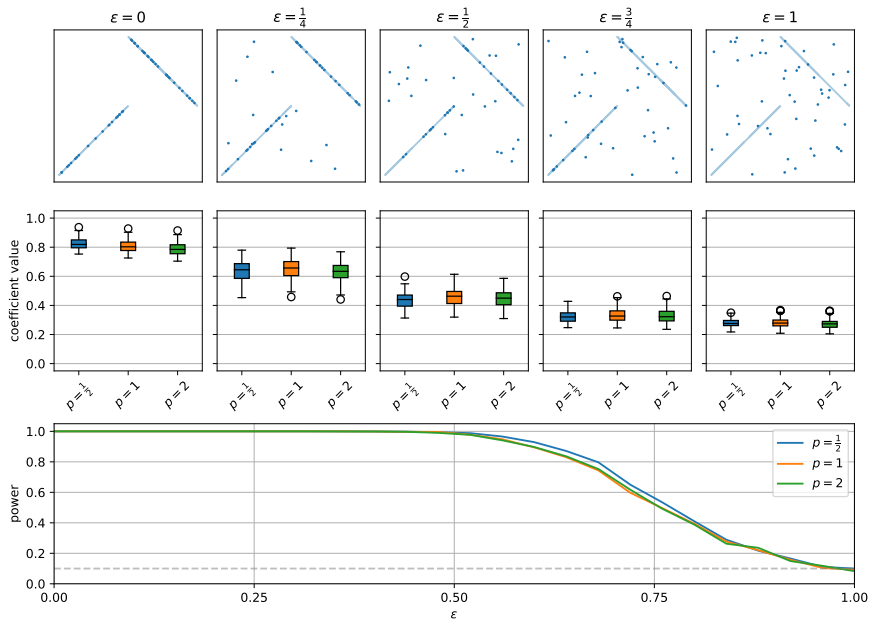 ε = 0 ε = 1/4 ε = 1/2 ε = 3/4 ε = 1
1.0
0.8
0.6
0.4
0.2
0.0
coefficient value
p = 1/2 p = 1 p = 2 p = 1/2 p = 1 p = 2 p = 1/2 p = 1 p = 2 p = 1/2 p = 1 p = 2 p = 1/2 p = 1 p = 2
1.0
0.8
0.6
0.4
0.2
0.0
power
p = 1/2
p = 1
p = 2
0.00 0.25 0.50 0.75 1.00
ε